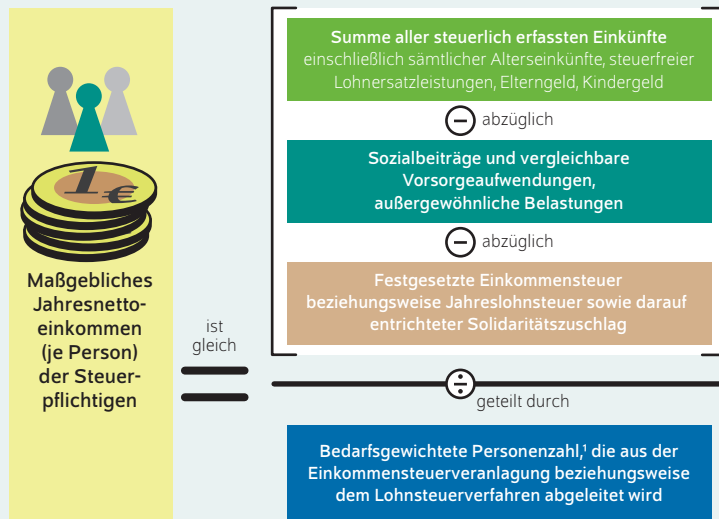 Summe aller steuerlich erfassten Einkünfte
einschließlich sämtlicher Alterseinkünfte, steuerfreier
Lohnersatzleistungen, Elterngeld, Kindergeld
− abzüglich
Sozialbeiträge und vergleichbare
Vorsorgeaufwendungen,
außergewöhnliche Belastungen
− abzüglich
Festgesetzte Einkommensteuer
beziehungsweise Jahreslohnsteuer sowie darauf
entrichteter Solidaritätszuschlag
1 €
Maßgebliches
Jahresnetto-
einkommen
(je Person)
der Steuer-
pflichtigen
ist
gleich
=
÷
geteilt durch
Bedarfsgewichtete Personenzahl,¹ die aus der
Einkommensteuerveranlagung beziehungsweise
dem Lohnsteuerverfahren abgeleitet wird